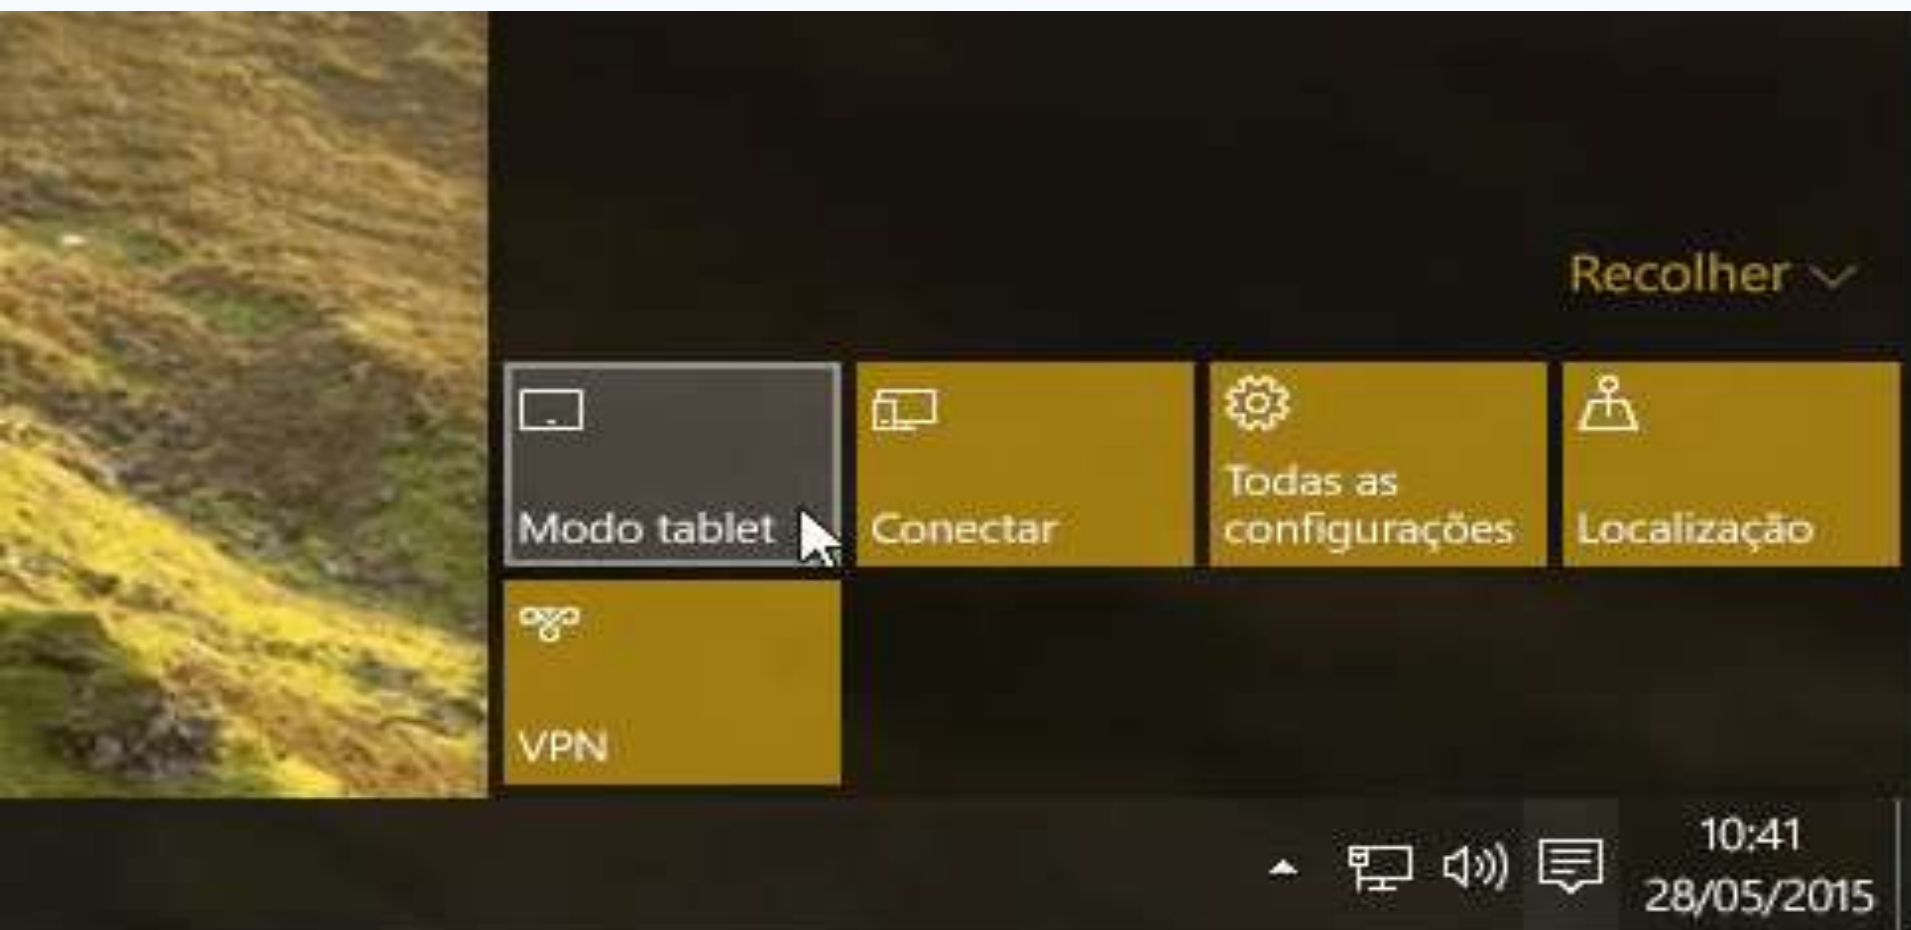 Recolher
Modo tablet
Conectar
Todas as
configurações
Localização
VPN
10:41
28/05/2015